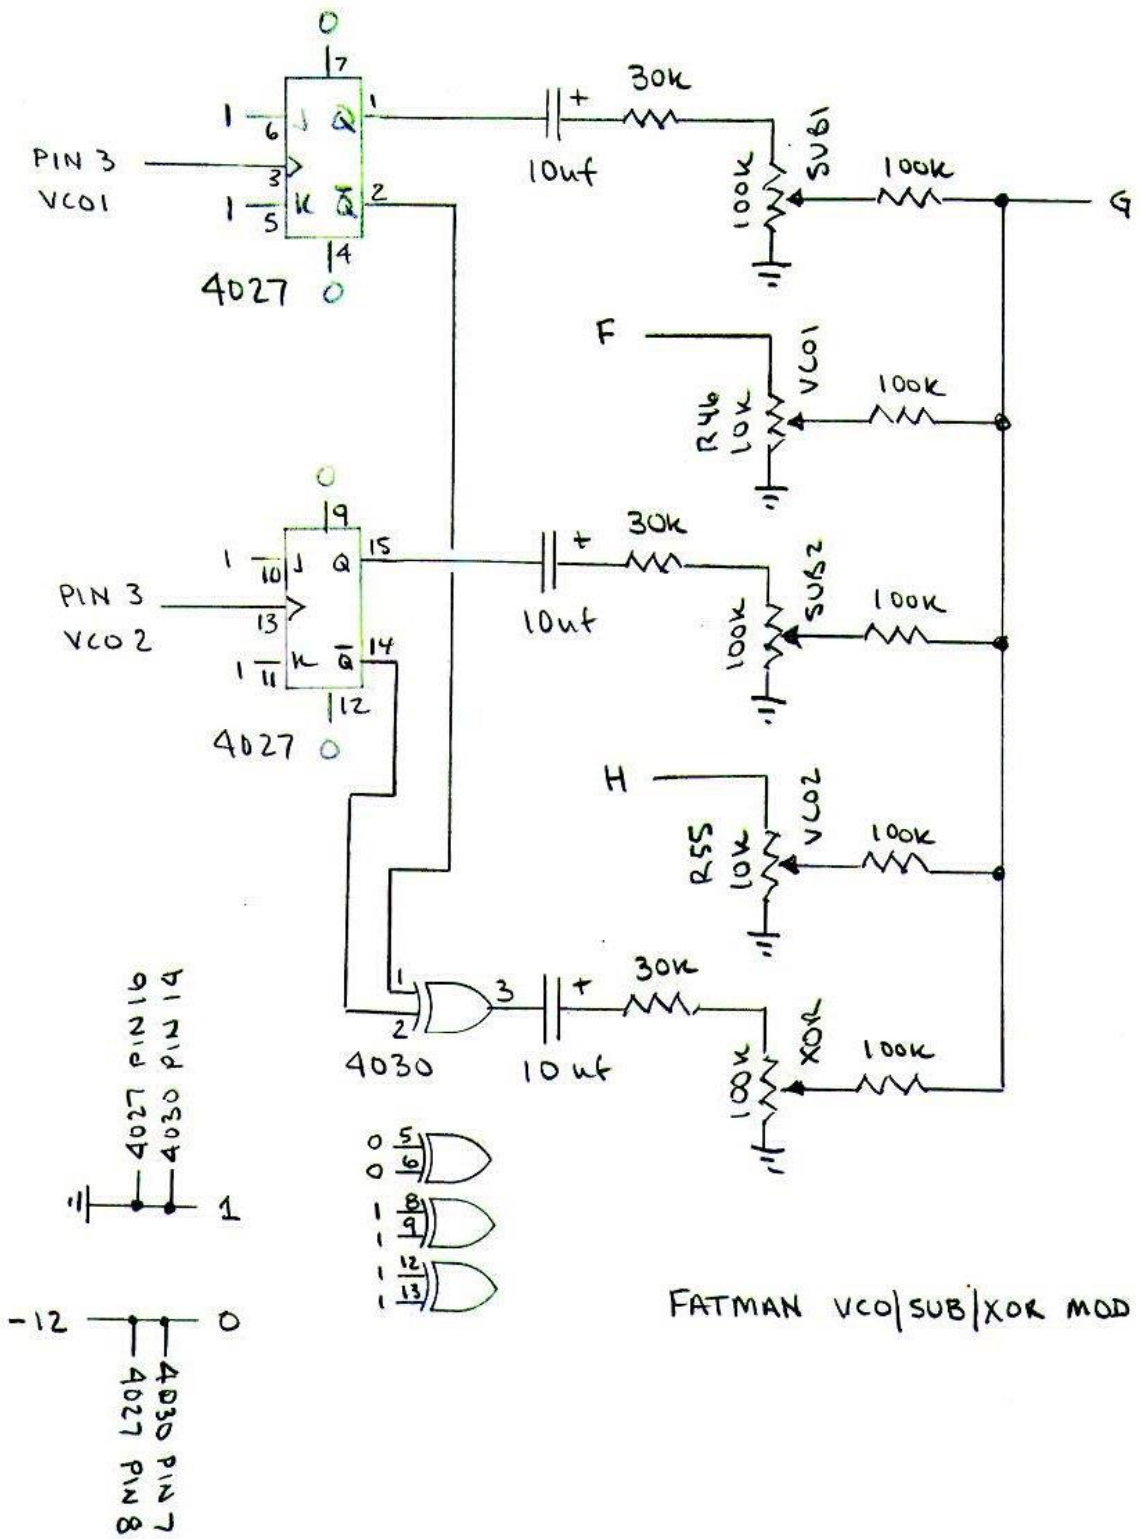 0
7
1 6 J Q 1
PIN 3
VCO1
3
1 5 K Q̅ 2
4
4027 0
+
10uf
30K
100K
SUB1
100K
G
F
R46
10K
VCO1
100K
0
9
1 10 J Q 15
PIN 3
VCO2
13
1 11 K Q̅ 14
12
4027 0
+
10uf
30K
100K
SUB2
100K
H
R55
10K
VCO2
100K
1
2
3
4030
+
10uf
30K
100K
XOR
100K
0 5
0 6
1 8
1 9
1 12
1 13
4027 PIN 16
4030 PIN 14
1
-12
0
4027 PIN 8
4030 PIN 7
FATMAN VCO/SUB/XOR MOD